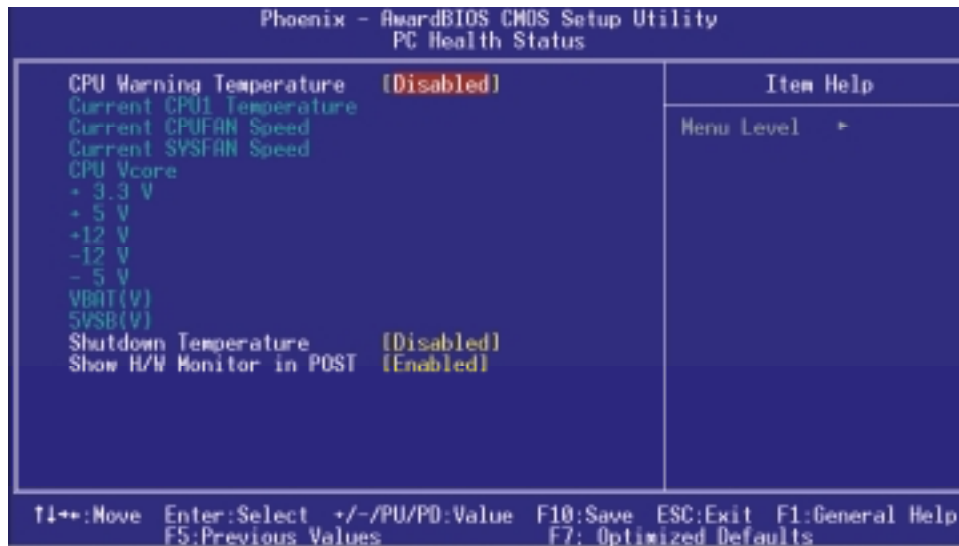 Phoenix - AwardBIOS CMOS Setup Utility
PC Health Status
CPU Warning Temperature [Disabled]
Current CPU1 Temperature
Current CPUFAN Speed
Current SYSFAN Speed
CPU Vcore
+ 3.3 V
+ 5 V
+12 V
-12 V
- 5 V
VBAT(V)
5VSB(V)
Shutdown Temperature [Disabled]
Show H/W Monitor in POST [Enabled]
Item Help
Menu Level ►
↑↓→←:Move Enter:Select +/-/PU/PD:Value F10:Save ESC:Exit F1:General Help
F5:Previous Values F7: Optimized Defaults